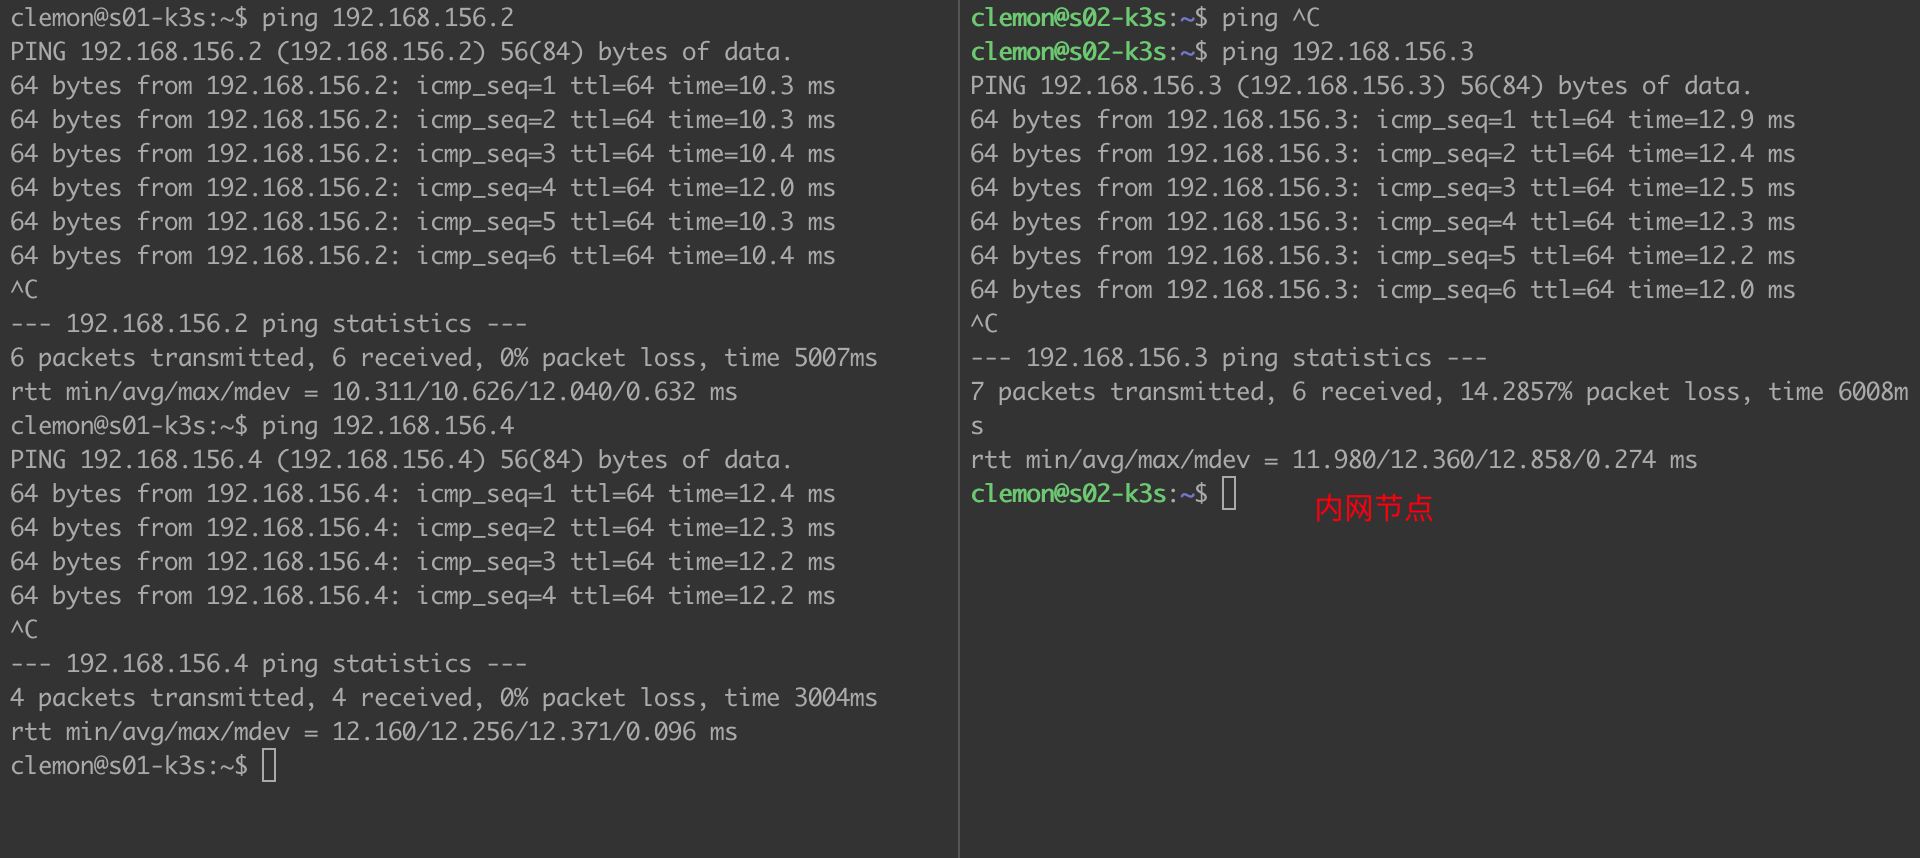 clemon@s01-k3s:~$ ping 192.168.156.2
PING 192.168.156.2 (192.168.156.2) 56(84) bytes of data.
64 bytes from 192.168.156.2: icmp_seq=1 ttl=64 time=10.3 ms
64 bytes from 192.168.156.2: icmp_seq=2 ttl=64 time=10.3 ms
64 bytes from 192.168.156.2: icmp_seq=3 ttl=64 time=10.4 ms
64 bytes from 192.168.156.2: icmp_seq=4 ttl=64 time=12.0 ms
64 bytes from 192.168.156.2: icmp_seq=5 ttl=64 time=10.3 ms
64 bytes from 192.168.156.2: icmp_seq=6 ttl=64 time=10.4 ms
^C
--- 192.168.156.2 ping statistics ---
6 packets transmitted, 6 received, 0% packet loss, time 5007ms
rtt min/avg/max/mdev = 10.311/10.626/12.040/0.632 ms
clemon@s01-k3s:~$ ping 192.168.156.4
PING 192.168.156.4 (192.168.156.4) 56(84) bytes of data.
64 bytes from 192.168.156.4: icmp_seq=1 ttl=64 time=12.4 ms
64 bytes from 192.168.156.4: icmp_seq=2 ttl=64 time=12.3 ms
64 bytes from 192.168.156.4: icmp_seq=3 ttl=64 time=12.2 ms
64 bytes from 192.168.156.4: icmp_seq=4 ttl=64 time=12.2 ms
^C
--- 192.168.156.4 ping statistics ---
4 packets transmitted, 4 received, 0% packet loss, time 3004ms
rtt min/avg/max/mdev = 12.160/12.256/12.371/0.096 ms
clemon@s01-k3s:~$
clemon@s02-k3s:~$ ping ^C
clemon@s02-k3s:~$ ping 192.168.156.3
PING 192.168.156.3 (192.168.156.3) 56(84) bytes of data.
64 bytes from 192.168.156.3: icmp_seq=1 ttl=64 time=12.9 ms
64 bytes from 192.168.156.3: icmp_seq=2 ttl=64 time=12.4 ms
64 bytes from 192.168.156.3: icmp_seq=3 ttl=64 time=12.5 ms
64 bytes from 192.168.156.3: icmp_seq=4 ttl=64 time=12.3 ms
64 bytes from 192.168.156.3: icmp_seq=5 ttl=64 time=12.2 ms
64 bytes from 192.168.156.3: icmp_seq=6 ttl=64 time=12.0 ms
^C
--- 192.168.156.3 ping statistics ---
7 packets transmitted, 6 received, 14.2857% packet loss, time 6008m
s
rtt min/avg/max/mdev = 11.980/12.360/12.858/0.274 ms
clemon@s02-k3s:~$
内网节点